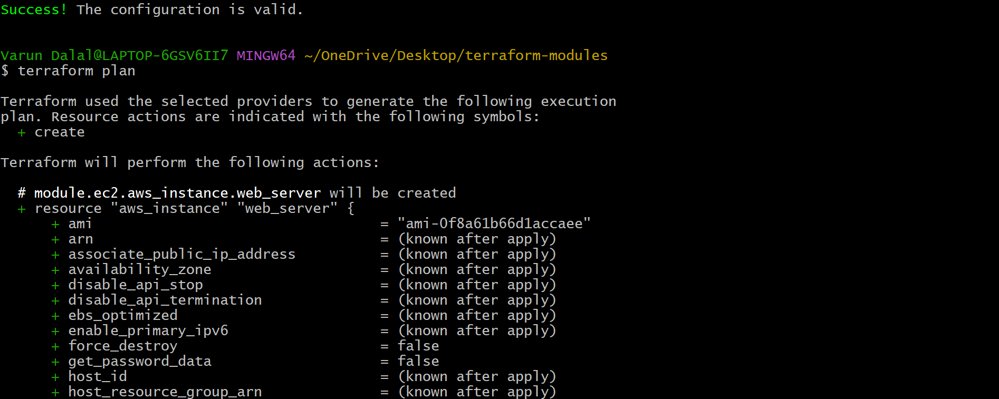 Success! The configuration is valid.
Varun Dalal@LAPTOP-6GSV6II7 MINGW64 ~/OneDrive/Desktop/terraform-modules
$ terraform plan
Terraform used the selected providers to generate the following execution
plan. Resource actions are indicated with the following symbols:
+ create
Terraform will perform the following actions:
# module.ec2.aws_instance.web_server will be created
+ resource "aws_instance" "web_server" {
+ ami = "ami-0f8a61b66d1accaee"
+ arn = (known after apply)
+ associate_public_ip_address = (known after apply)
+ availability_zone = (known after apply)
+ disable_api_stop = (known after apply)
+ disable_api_termination = (known after apply)
+ ebs_optimized = (known after apply)
+ enable_primary_ipv6 = (known after apply)
+ force_destroy = false
+ get_password_data = false
+ host_id = (known after apply)
+ host_resource_group_arn = (known after apply)